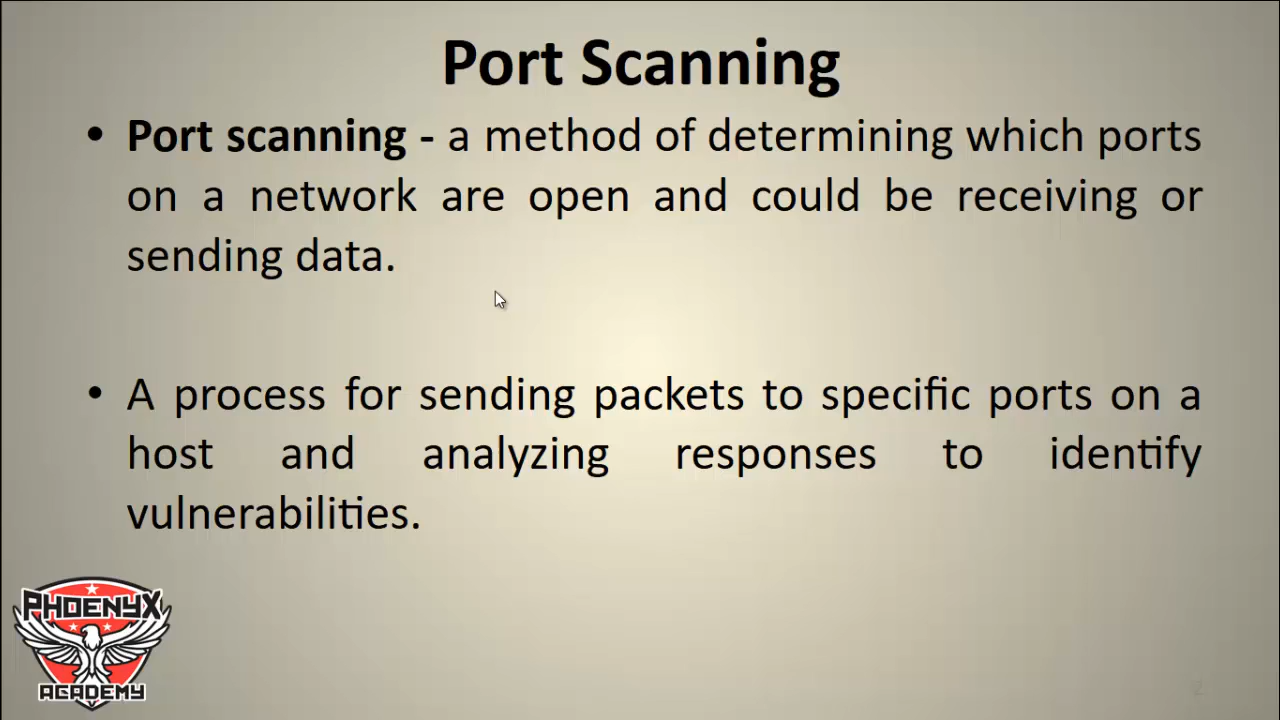 Port Scanning
• Port scanning - a method of determining which ports
on a network are open and could be receiving or
sending data.
• A process for sending packets to specific ports on a
host and analyzing responses to identify
vulnerabilities.
PHOENYX
ACADEMY
2